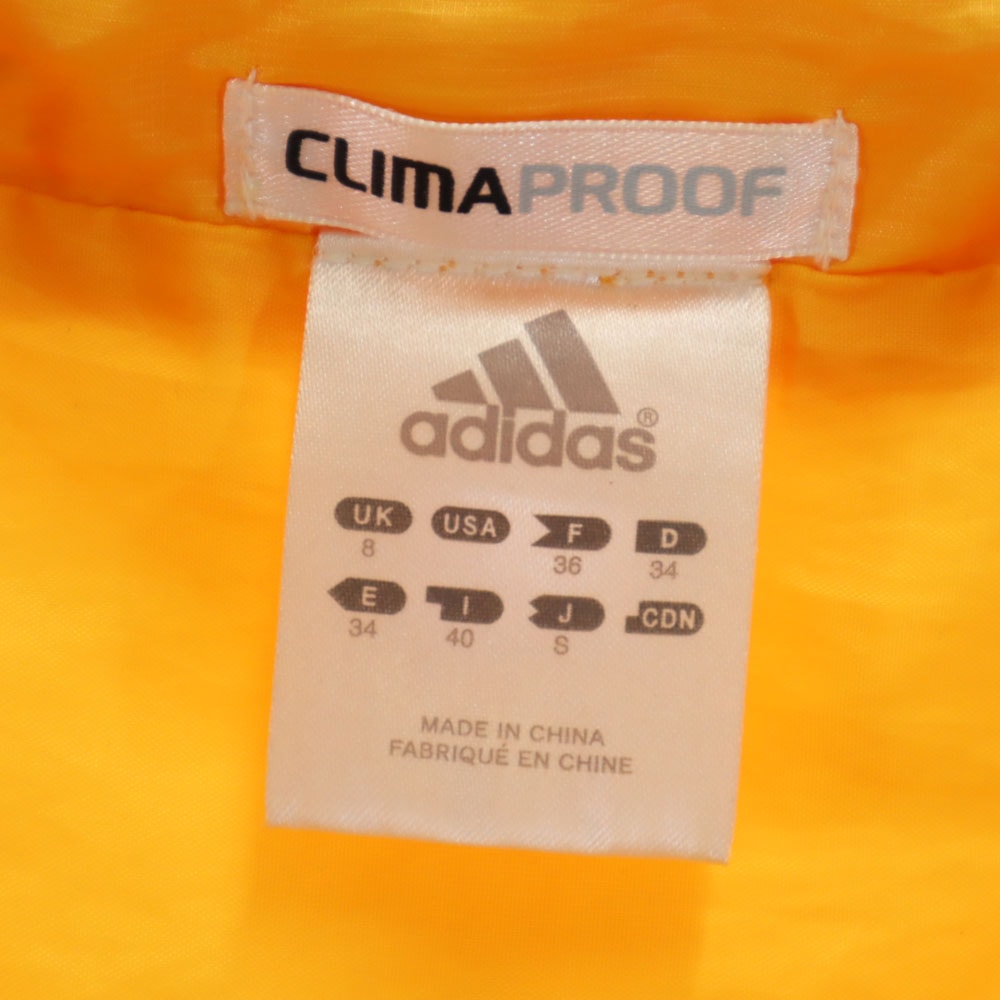 CLIMAPROOF
adidas®
UK USA F D
8 36 34
E I J CDN
34 40 S
MADE IN CHINA
FABRIQUÉ EN CHINE